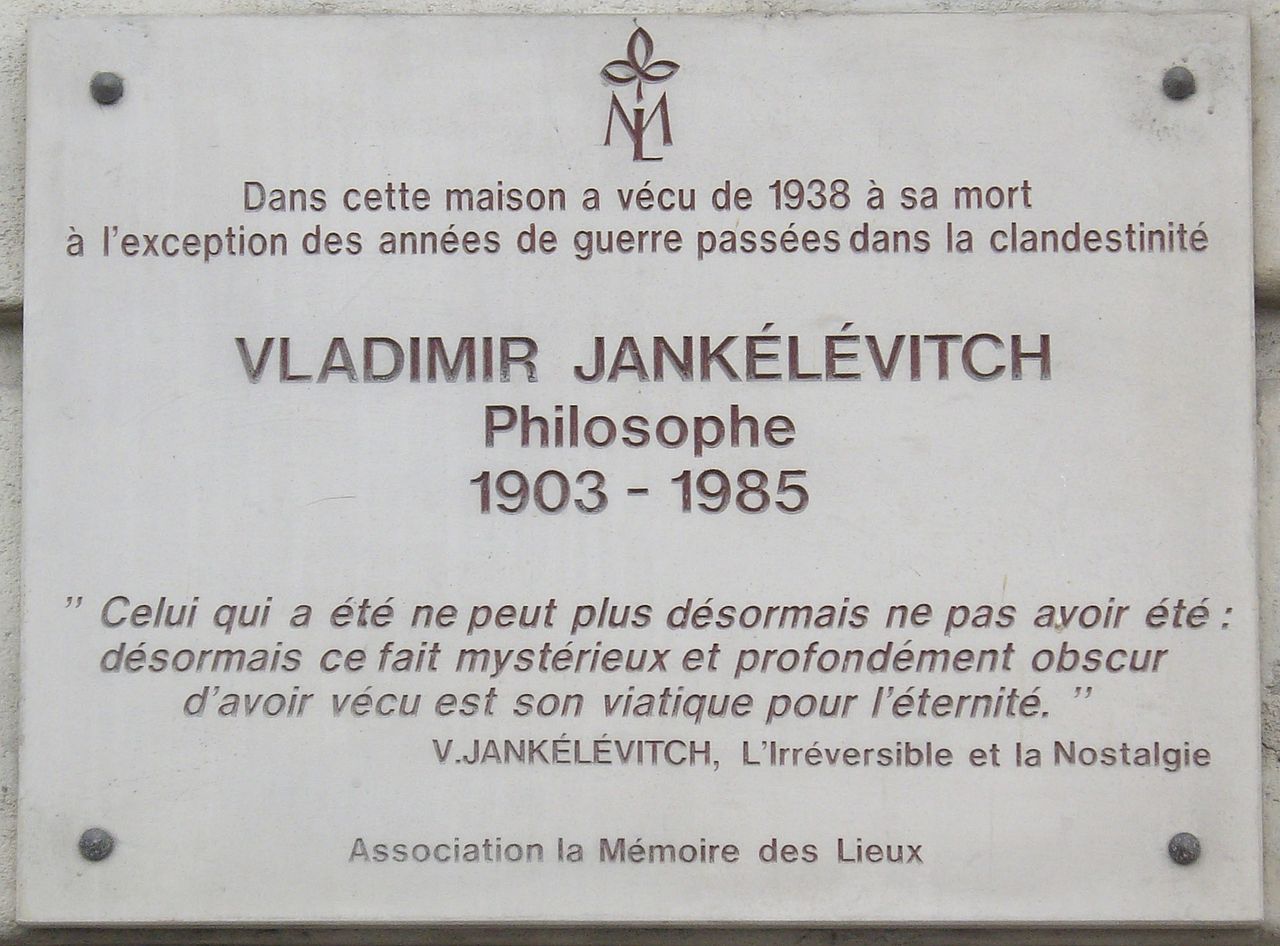 MLM
Dans cette maison a vécu de 1938 à sa mort
à l'exception des années de guerre passées dans la clandestinité
VLADIMIR JANKÉLÉVITCH
Philosophe
1903 - 1985
" Celui qui a été ne peut plus désormais ne pas avoir été :
désormais ce fait mystérieux et profondément obscur
d'avoir vécu est son viatique pour l'éternité. "
V.JANKÉLÉVITCH, L'Irréversible et la Nostalgie
Association la Mémoire des Lieux